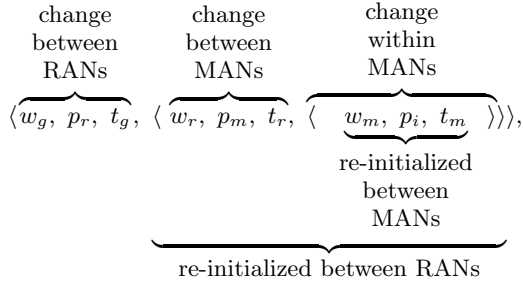 change between RANs
change between MANs
change within MANs
⟨w_g, p_r, t_g, ⟨ w_r, p_m, t_r, ⟨ w_m, p_i, t_m ⟩⟩⟩,
re-initialized between MANs
re-initialized between RANs